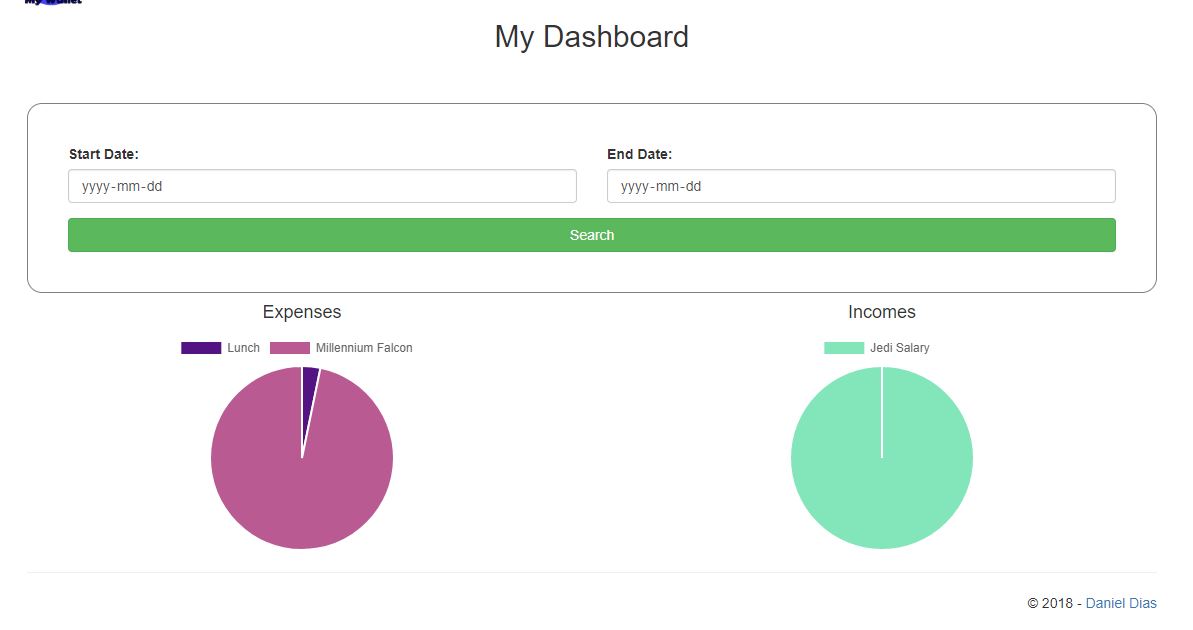 My Wallet
My Dashboard
Start Date: End Date:
yyyy-mm-dd yyyy-mm-dd
Search
Expenses Incomes
Lunch Millennium Falcon Jedi Salary
© 2018 - Daniel Dias